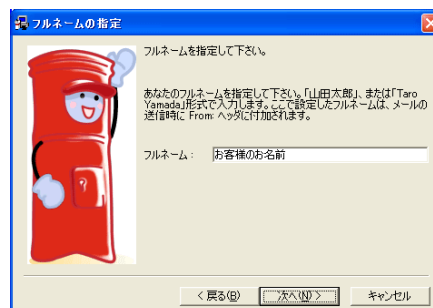 フルネームの指定
フルネームを指定して下さい。
あなたのフルネームを指定して下さい。「山田太郎」、または「Taro
Yamada」形式で入力します。ここで設定したフルネームは、メールの
送信時に From: ヘッダに付加されます。
フルネーム： お客様のお名前
< 戻る(B) 次へ(N) > キャンセル